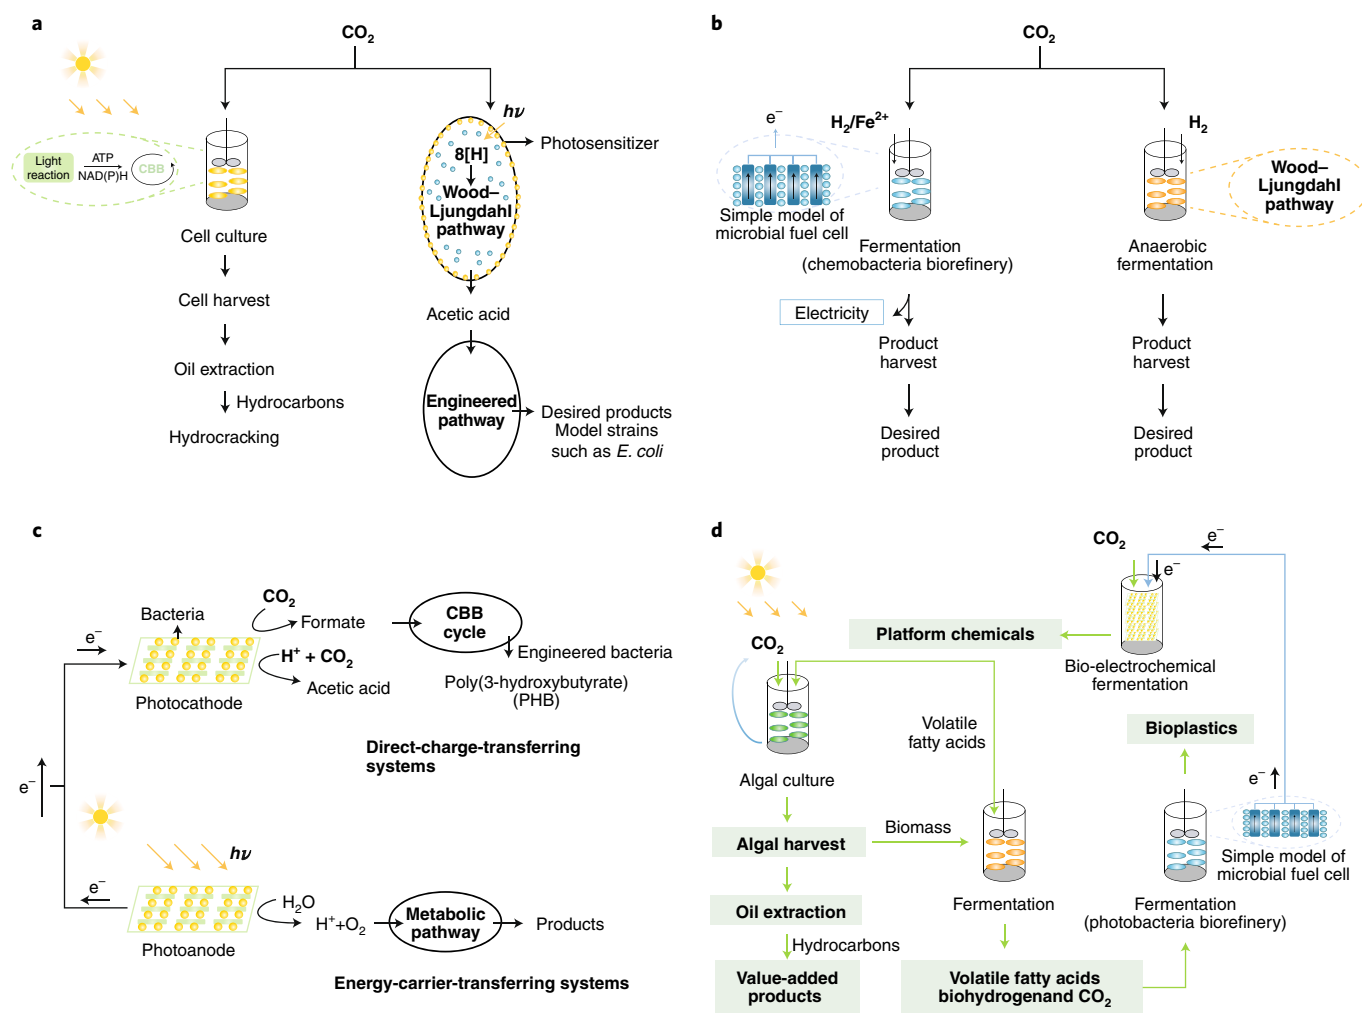 a
CO₂
Light
reaction
ATP
NAD(P)H
CBB
Cell culture
Cell harvest
Oil extraction
Hydrocarbons
Hydrocracking
hν
Photosensitizer
8[H]
Wood–
Ljungdahl
pathway
Acetic acid
Engineered
pathway
Desired products
Model strains
such as E. coli
b
CO₂
e⁻
H₂/Fe²⁺
Simple model of
microbial fuel cell
Fermentation
(chemobacteria biorefinery)
Electricity
Product
harvest
Desired
product
H₂
Wood–
Ljungdahl
pathway
Anaerobic
fermentation
Product
harvest
Desired
product
c
e⁻
e⁻
Bacteria
Photocathode
CO₂
Formate
H⁺ + CO₂
Acetic acid
CBB
cycle
Engineered bacteria
Poly(3-hydroxybutyrate)
(PHB)
Direct-charge-transferring
systems
hν
e⁻
Photoanode
H₂O
H⁺+O₂
Metabolic
pathway
Products
Energy-carrier-transferring systems
d
CO₂
Algal culture
Algal harvest
Oil extraction
Hydrocarbons
Value-added
products
Biomass
Volatile
fatty acids
Fermentation
Volatile fatty acids
biohydrogenand CO₂
Platform chemicals
CO₂
e⁻
e⁻
Bio-electrochemical
fermentation
Bioplastics
e⁻
Simple model of
microbial fuel cell
Fermentation
(photobacteria biorefinery)